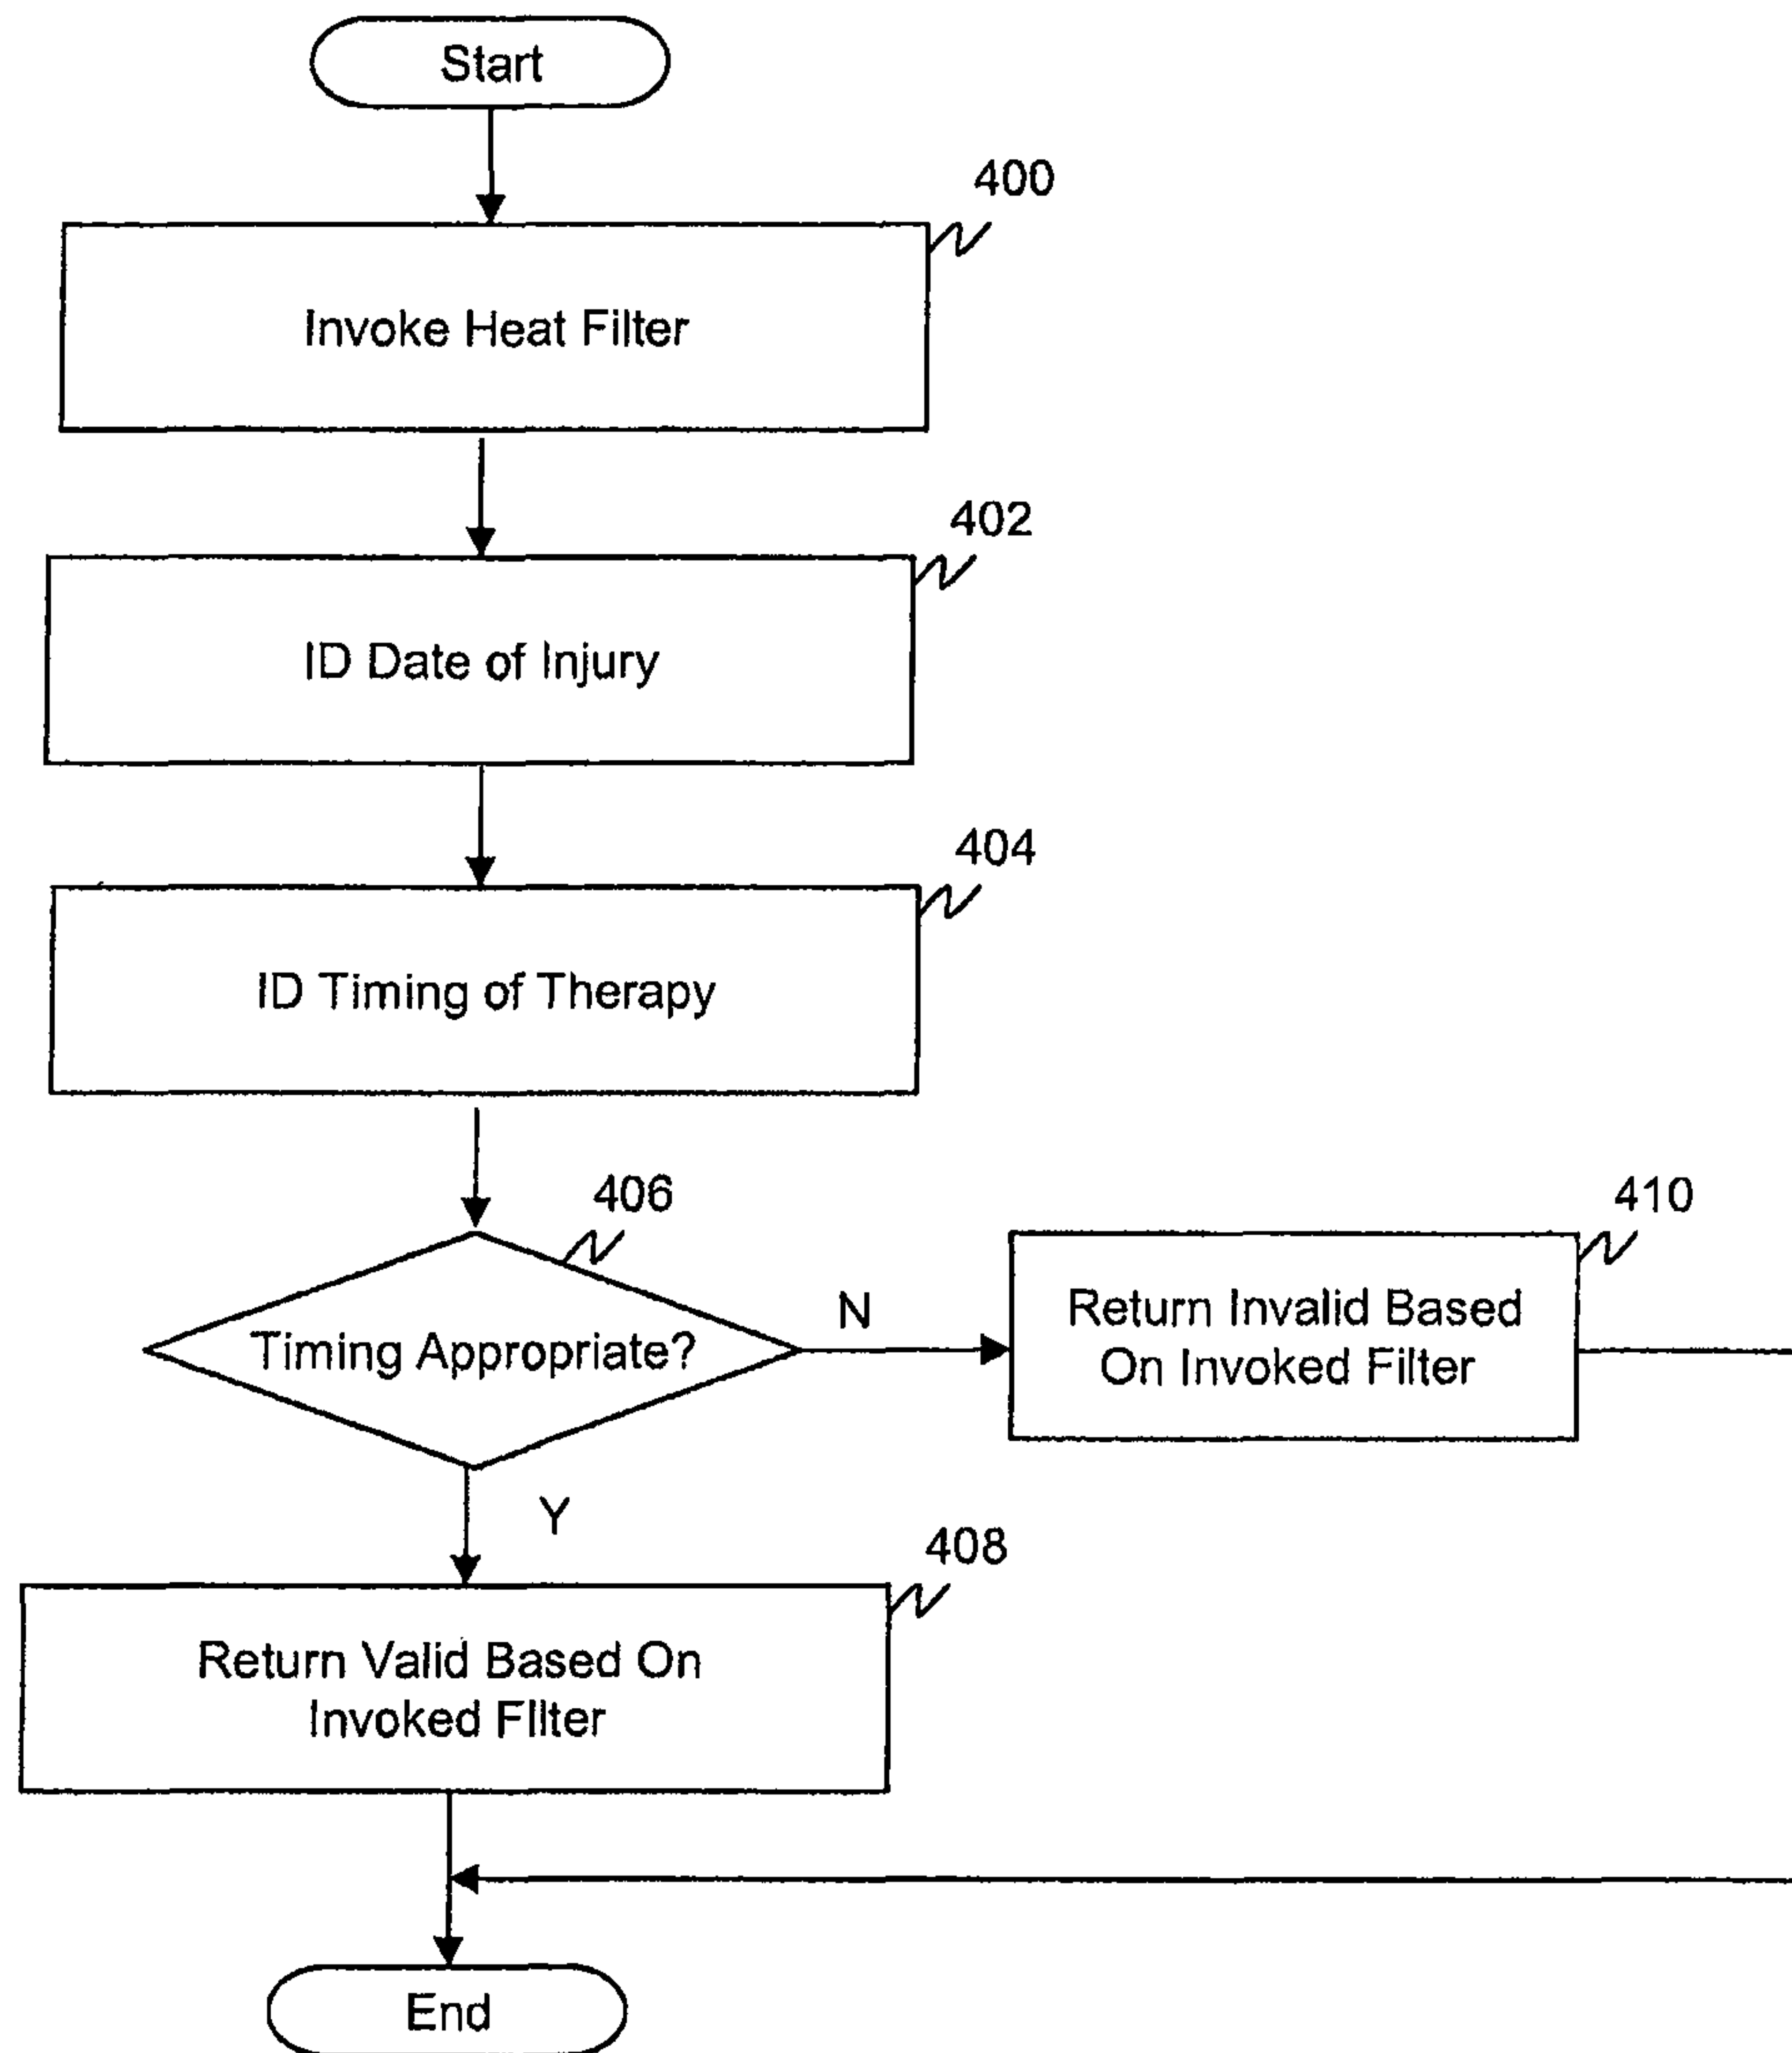 Start
400
Invoke Heat Filter
402
ID Date of Injury
404
ID Timing of Therapy
406
Timing Appropriate?
N
410
Return Invalid Based
On Invoked Filter
Y
408
Return Valid Based On
Invoked Filter
End